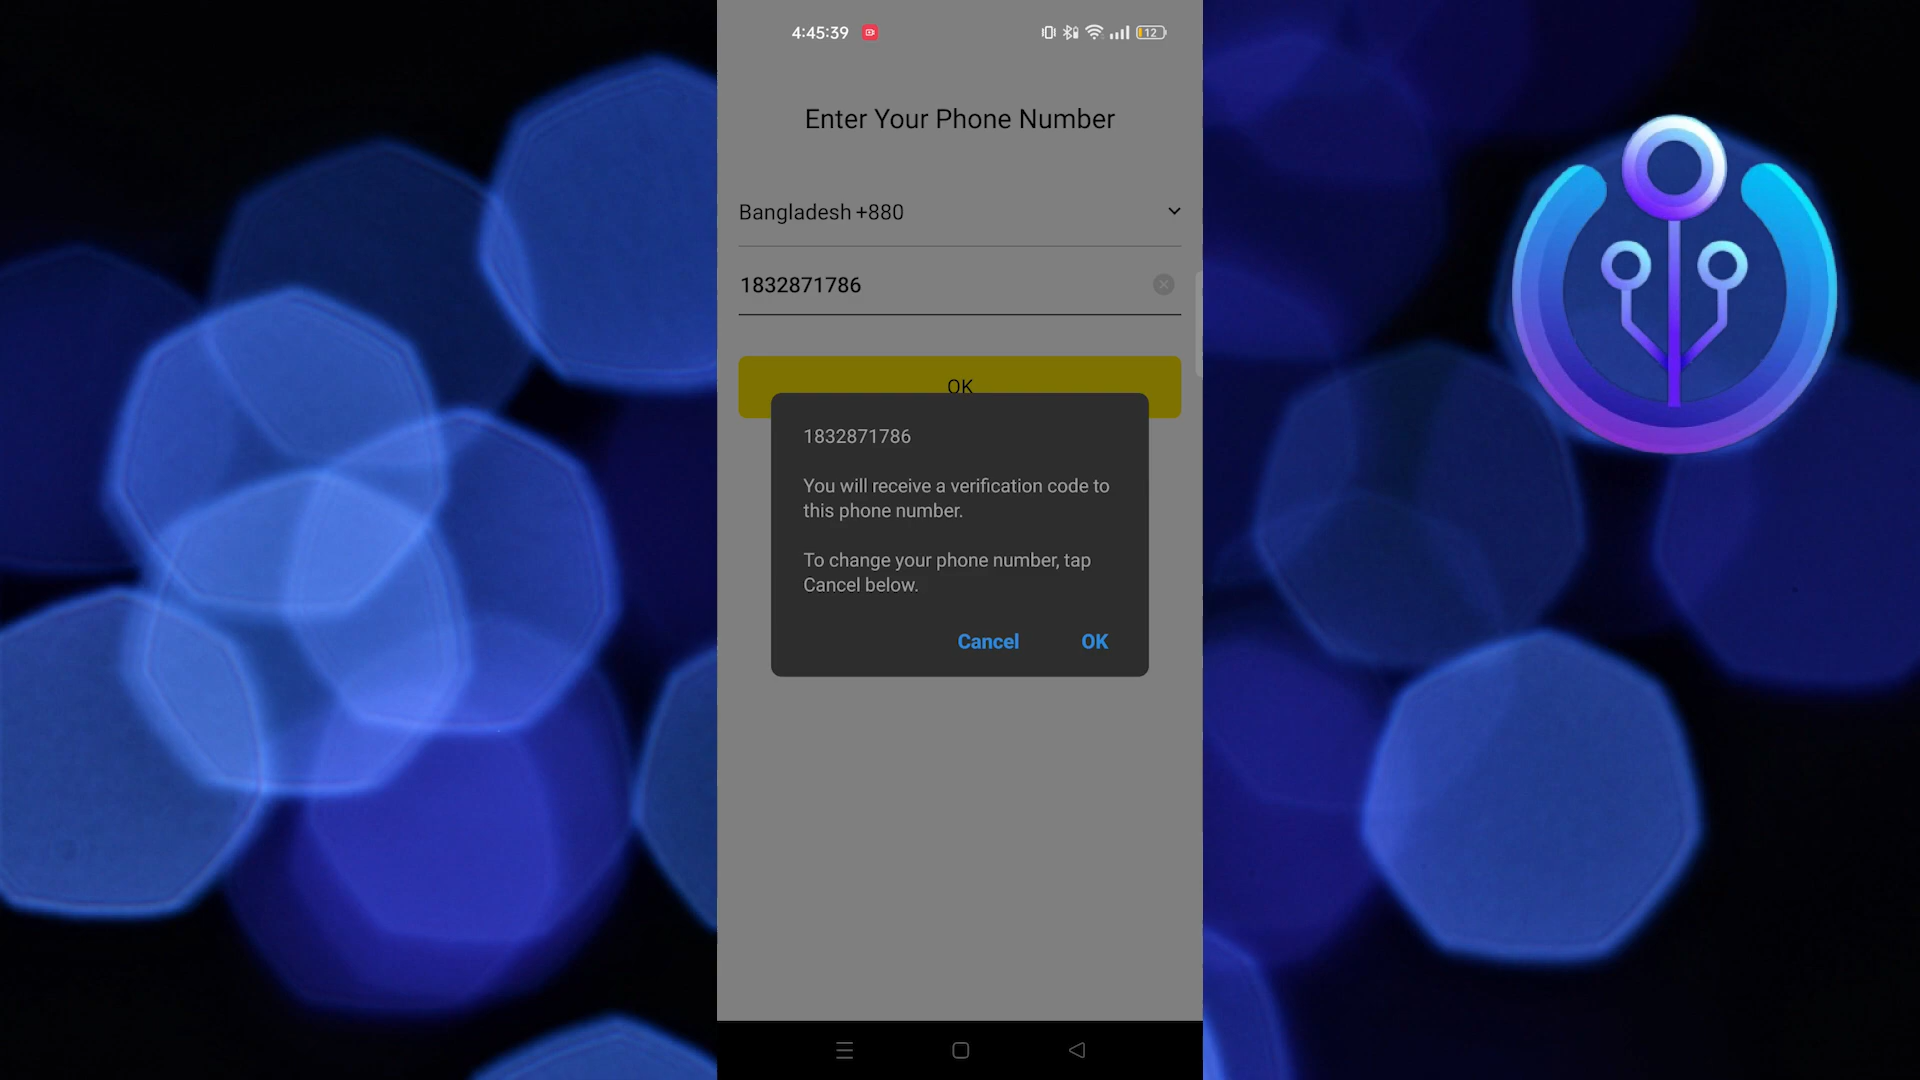 4:45:39
12
Enter Your Phone Number
Bangladesh +880
1832871786
OK
1832871786
You will receive a verification code to
this phone number.
To change your phone number, tap
Cancel below.
Cancel OK